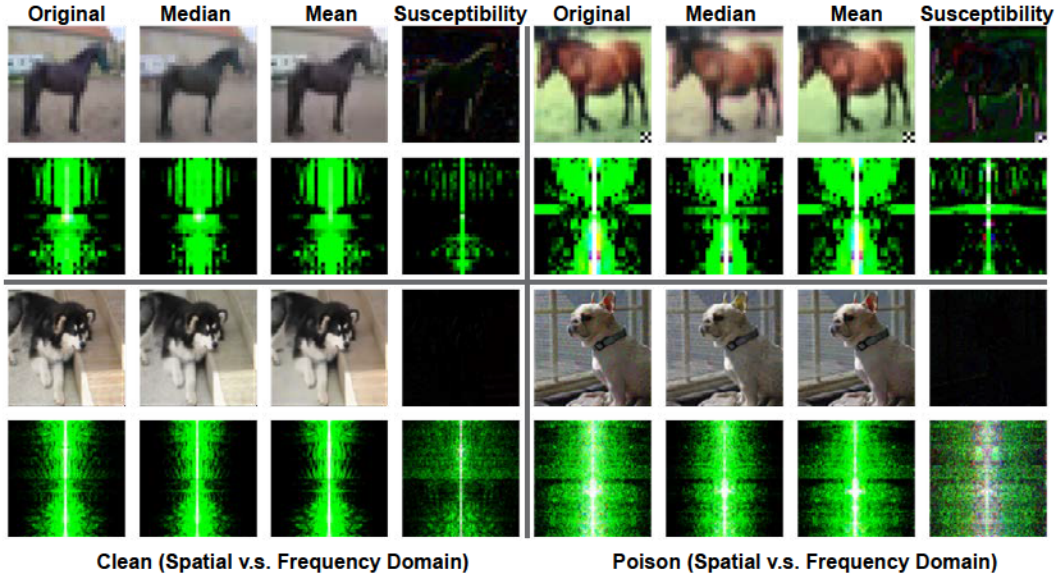 Original Median Mean Susceptibility Original Median Mean Susceptibility
Clean (Spatial v.s. Frequency Domain) Poison (Spatial v.s. Frequency Domain)